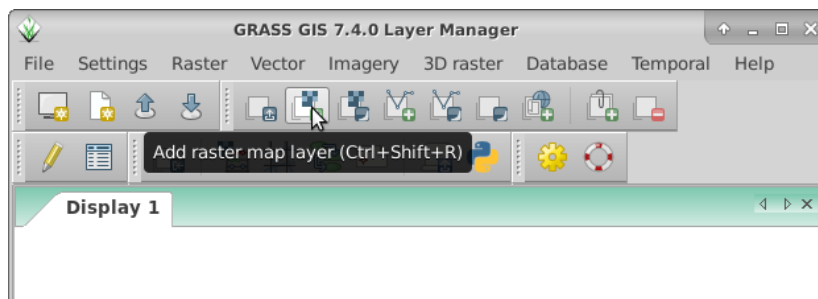 GRASS GIS 7.4.0 Layer Manager
File Settings Raster Vector Imagery 3D raster Database Temporal Help
Add raster map layer (Ctrl+Shift+R)
Display 1